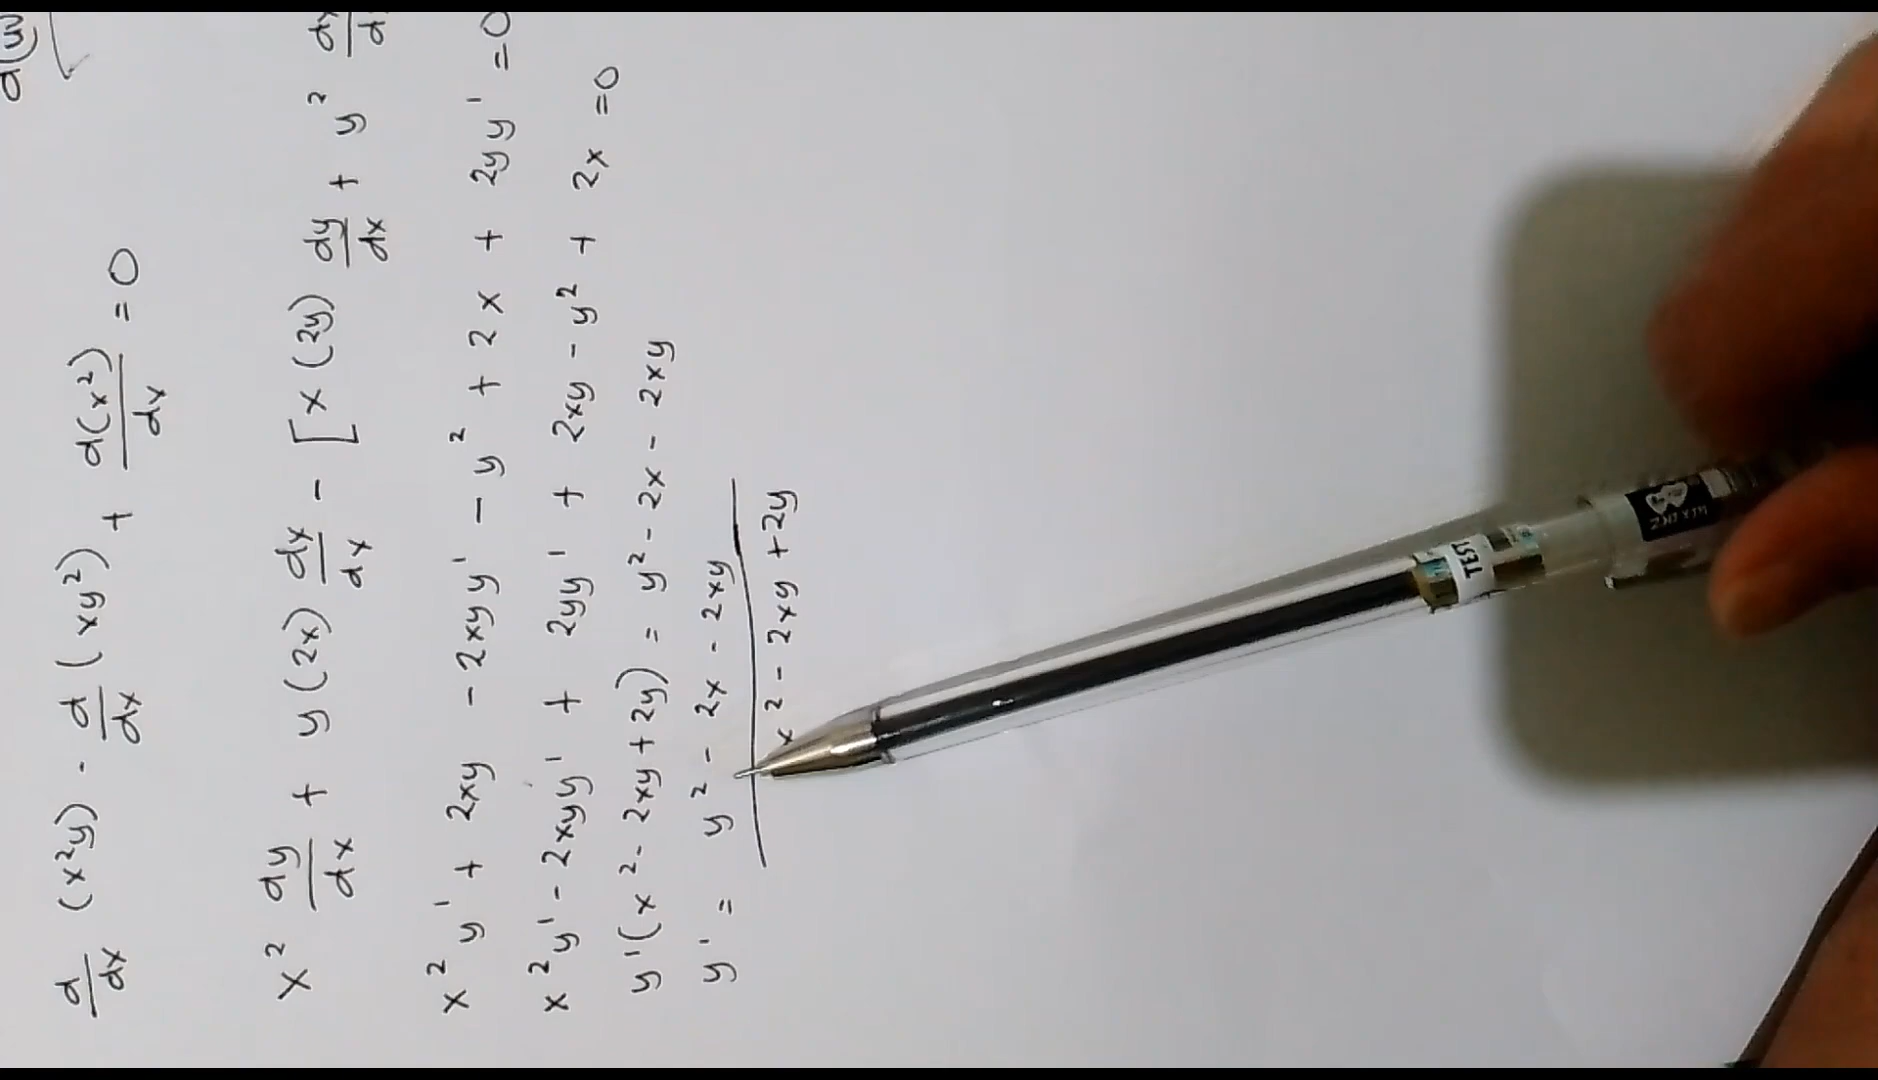 d/dx (x²y) - d/dx (xy²) + d(x²)/dx = 0
x² dy/dx + y(2x) dx/dx - [x(2y) dy/dx + y²
x²y' + 2xy - 2xyy' - y² + 2x + 2yy' = 0
x²y' - 2xyy' + 2yy' + 2xy - y² + 2x = 0
y'(x² - 2xy + 2y) = y² - 2x - 2xy
y' = y² - 2x - 2xy / x² - 2xy + 2y
TEST